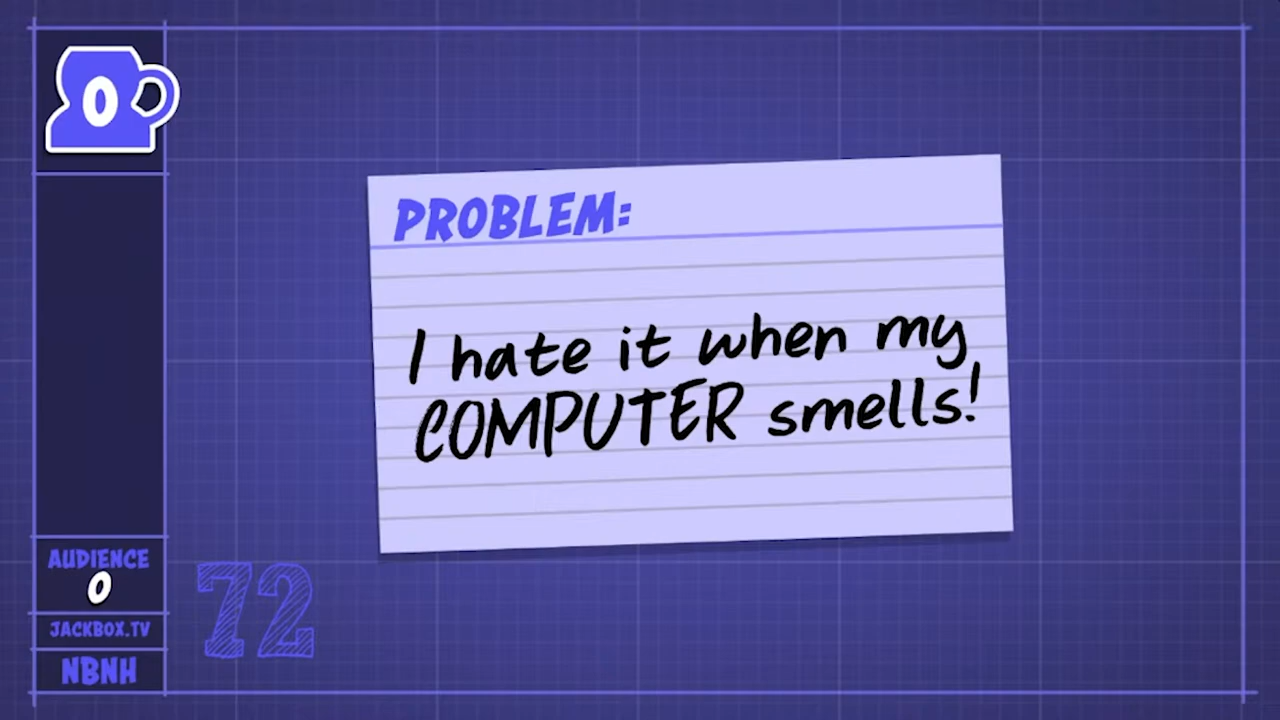 0
PROBLEM:
I hate it when my
COMPUTER smells!
AUDIENCE
0
JACKBOX.TV
NBNH
72